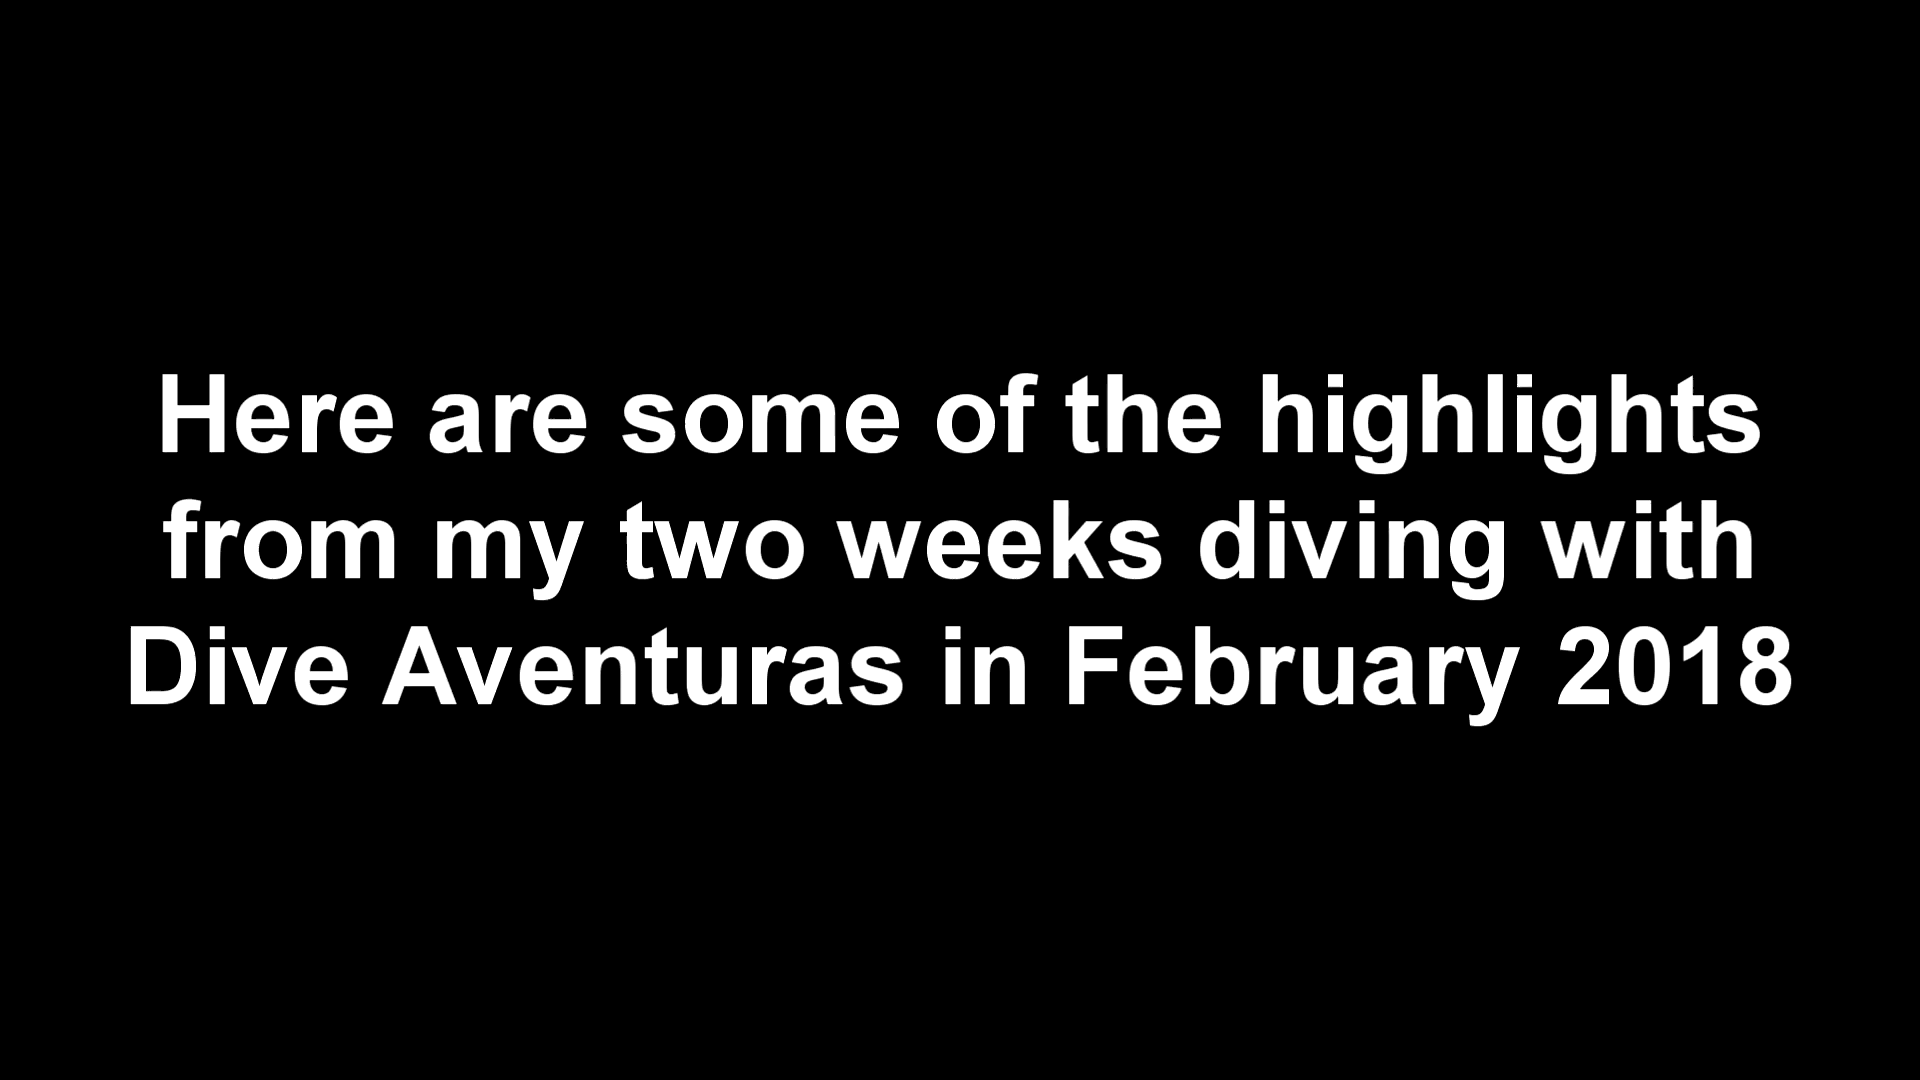 Here are some of the highlights
from my two weeks diving with
Dive Aventuras in February 2018